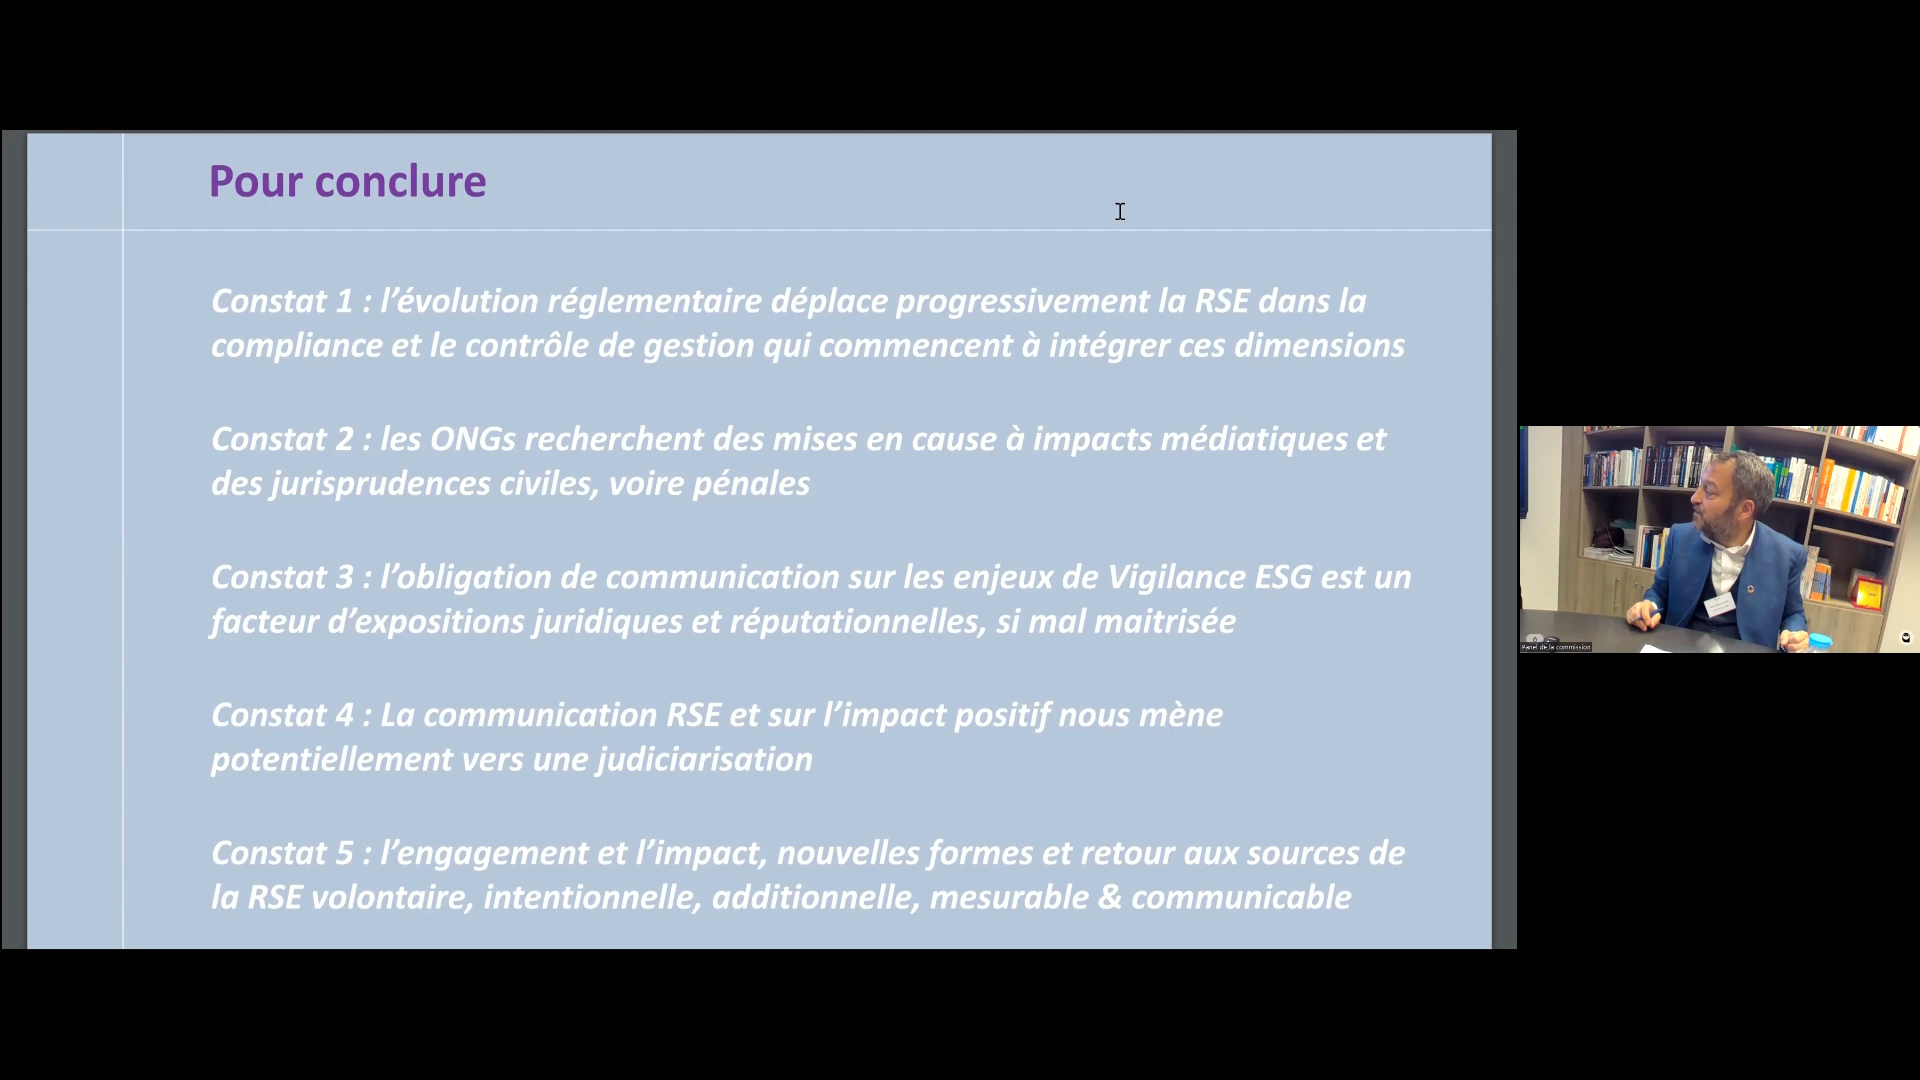 Pour conclure
Constat 1 : l’évolution réglementaire déplace progressivement la RSE dans la
compliance et le contrôle de gestion qui commencent à intégrer ces dimensions
Constat 2 : les ONGs recherchent des mises en cause à impacts médiatiques et
des jurisprudences civiles, voire pénales
Constat 3 : l’obligation de communication sur les enjeux de Vigilance ESG est un
facteur d’expositions juridiques et réputationnelles, si mal maitrisée
Constat 4 : La communication RSE et sur l’impact positif nous mène
potentiellement vers une judiciarisation
Constat 5 : l’engagement et l’impact, nouvelles formes et retour aux sources de
la RSE volontaire, intentionnelle, additionnelle, mesurable & communicable
Panel de la commission